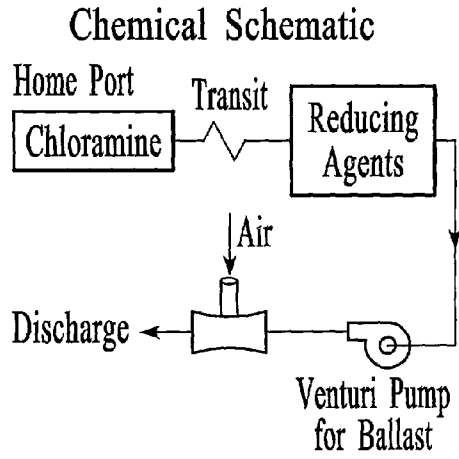 Chemical Schematic
Home Port
Transit
Chloramine
Reducing
Agents
Air
Discharge
Venturi Pump
for Ballast